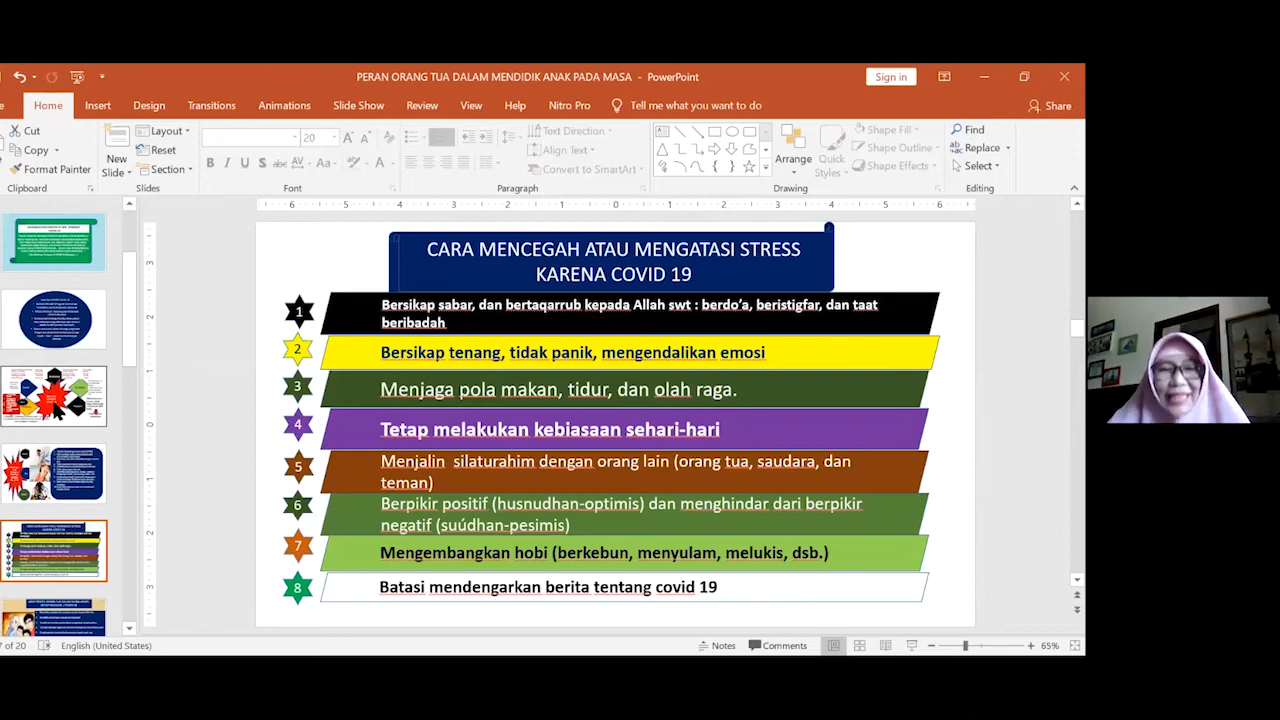 PERAN ORANG TUA DALAM MENDIDIK ANAK PADA MASA - PowerPoint
Sign in
Home Insert Design Transitions Animations Slide Show Review View Help Nitro Pro Tell me what you want to do Share
Cut
Copy
Format Painter
Clipboard
New Slide
Layout
Reset
Section
Slides
20
Font
Text Direction
Align Text
Convert to SmartArt
Paragraph
Arrange
Quick Styles
Shape Fill
Shape Outline
Shape Effects
Drawing
Find
Replace
Select
Editing
CARA MENCEGAH ATAU MENGATASI STRESS
KARENA COVID 19
1 Bersikap sabar dan bertaqarrub kepada Allah swt : berdo'a, beristigfar, dan taat
beribadah
2 Bersikap tenang, tidak panik, mengendalikan emosi
3 Menjaga pola makan, tidur, dan olah raga.
4 Tetap melakukan kebiasaan sehari-hari
5 Menjalin silaturahim dengan orang lain (orang tua, saudara, dan
teman)
6 Berpikir positif (husnudhan-optimis) dan menghindar dari berpikir
negatif (suúdhan-pesimis)
7 Mengembangkan hobi (berkebun, menyulam, melukis, dsb.)
8 Batasi mendengarkan berita tentang covid 19
7 of 20 English (United States) Notes Comments 65%